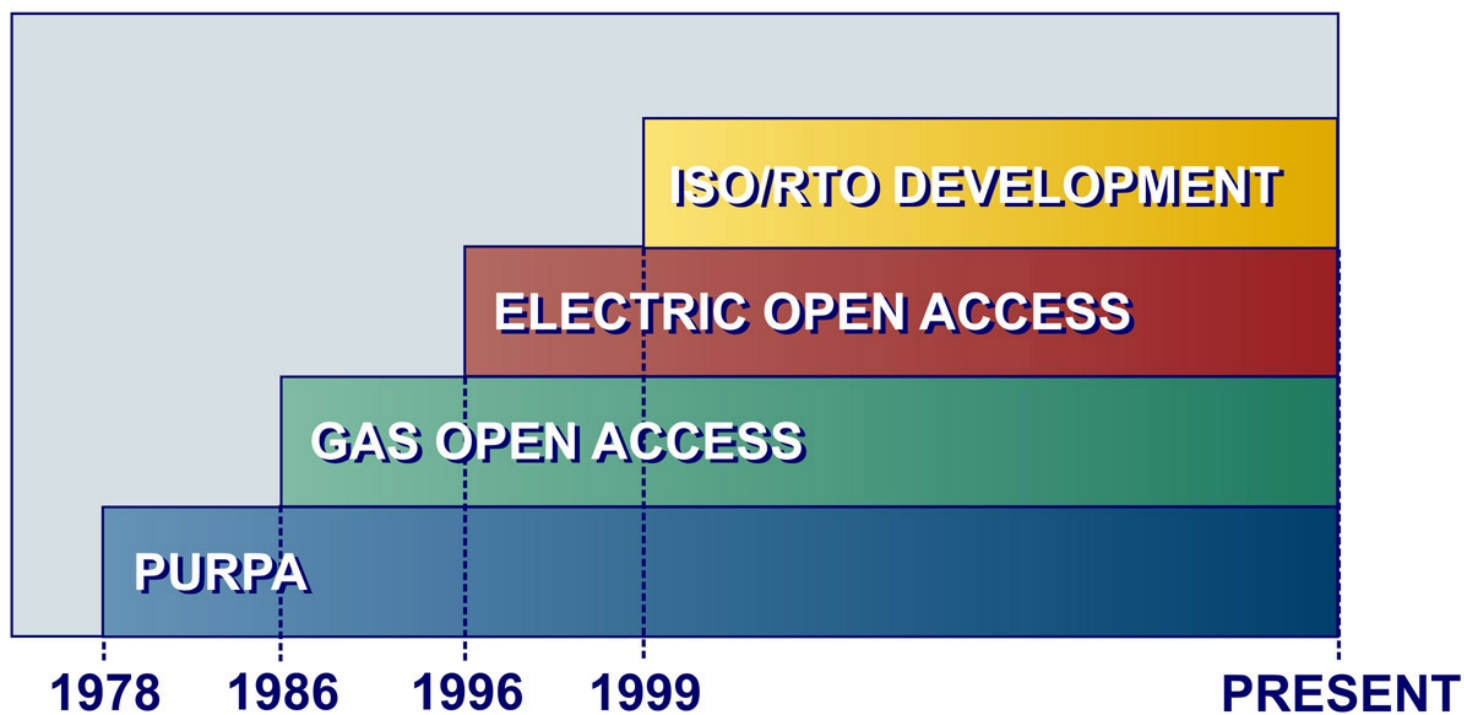 ISO/RTO DEVELOPMENT
ELECTRIC OPEN ACCESS
GAS OPEN ACCESS
PURPA
1978 1986 1996 1999 PRESENT